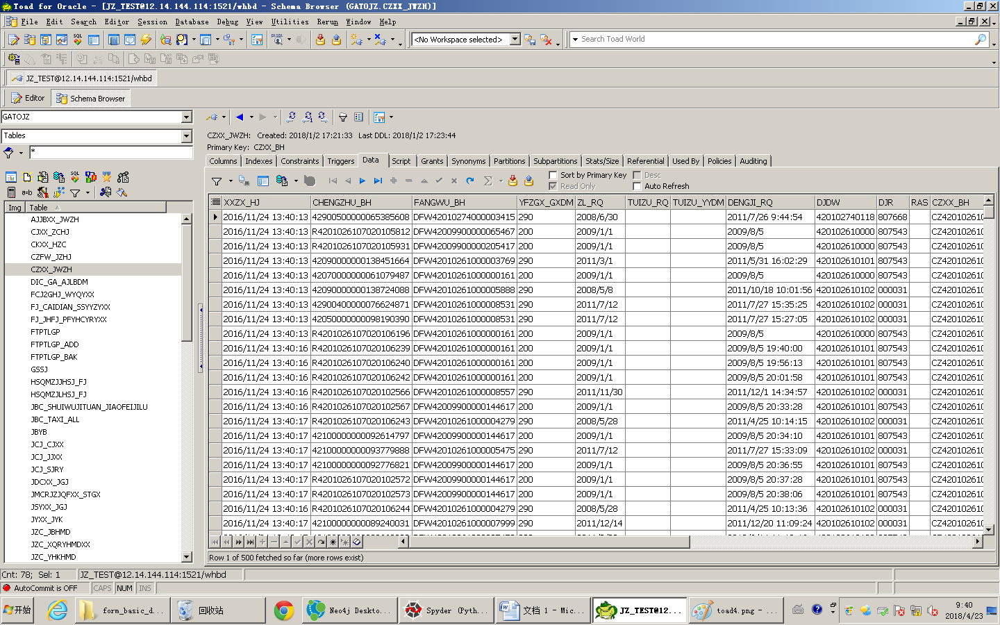 Toad for Oracle - [JZ_TEST@12.14.144.114:1521/whbd - Schema Browser (GATOJZ.CZXX_JWZH)]
File Edit Search Editor Session Database Debug View Utilities Rerun Window Help
<No Workspace selected> Search Toad World
JZ_TEST@12.14.144.114:1521/whbd
Editor Schema Browser
GATOJZ
Tables
*
Img Table
AJJBXX_JWZH
CJXX_ZCHJ
CKXX_HZC
CZFW_JZHJ
CZXX_JWZH
DIC_GA_AJLBDM
FCJ2GHJ_WYQYXX
FJ_CAIDIAN_SSYYZYXX
FJ_JHFJ_PFYHCYRYXX
FTPTLGP
FTPTLGP_ADD
FTPTLGP_BAK
GSSJ
HSQMZJJHSJ_FJ
HSQMZJLHSJ_FJ
JBC_SHUIWUJITUAN_JIAOFEIJILU
JBC_TAXI_ALL
JBYB
JCJ_CJXX
JCJ_JJXX
JCJ_SJRY
JDCXX_JGJ
JMCRJZJQFXX_STGX
JSYXX_JGJ
JYXX_JYK
JZC_JBHMD
JZC_XQRYHMDXX
JZC_YHKHMD
CZXX_JWZH: Created: 2018/1/2 17:21:33 Last DDL: 2018/1/2 17:23:44
Primary Key: CZXX_BH
Columns Indexes Constraints Triggers Data Script Grants Synonyms Partitions Subpartitions Stats/Size Referential Used By Policies Auditing
Sort by Primary Key Desc
Read Only Auto Refresh
XXZX_HJ CHENGZHU_BH FANGWU_BH YFZGX_GXDM ZL_RQ TUIZU_RQ TUIZU_YYDM DENGJI_RQ DJDW DJR RAS CZXX_BH
2016/11/24 13:40:13 42900500000065385608 DFW42010274000003415 290 2008/6/30 2011/7/26 9:44:54 420102740118 807668 CZ42010261
2016/11/24 13:40:13 R4201026107020105812 DFW42009900000065467 200 2009/1/1 2009/8/5 420102610000 807543 CZ42010261
2016/11/24 13:40:13 R4201026107020105931 DFW42009900000205417 200 2009/1/1 2009/8/5 420102610000 807543 CZ42010261
2016/11/24 13:40:13 42090000000138451664 DFW42010261000003769 290 2011/3/1 2011/5/31 16:02:29 420102610101 807543 CZ42010261
2016/11/24 13:40:13 42070000000061079487 DFW42010261000000161 200 2009/1/1 2009/8/5 420102610000 807543 CZ42010261
2016/11/24 13:40:13 42090000000138724088 DFW42010261000005888 290 2008/5/8 2011/10/18 10:01:56 420102610102 000031 CZ42010261
2016/11/24 13:40:13 42900400000076624871 DFW42010261000008531 290 2011/7/12 2011/7/27 15:35:25 420102610102 000031 CZ42010261
2016/11/24 13:40:13 42050000000098190390 DFW42010261000008531 290 2011/7/12 2011/7/27 15:27:05 420102610102 000031 CZ42010261
2016/11/24 13:40:13 R4201026107020106196 DFW42010261000000161 200 2009/1/1 2009/8/5 420102610000 807543 CZ42010261
2016/11/24 13:40:16 R4201026107020106239 DFW42010261000000161 200 2009/1/1 2009/8/5 19:40:00 420102610101 807543 CZ42010261
2016/11/24 13:40:16 R4201026107020106240 DFW42010261000000161 200 2009/1/1 2009/8/5 19:56:13 420102610101 807543 CZ42010261
2016/11/24 13:40:16 R4201026107020106242 DFW42010261000000161 200 2009/1/1 2009/8/5 20:01:58 420102610101 807543 CZ42010261
2016/11/24 13:40:16 R4201026107020102566 DFW42010261000008557 290 2011/11/30 2011/12/1 14:34:57 420102610102 000031 CZ42010261
2016/11/24 13:40:16 R4201026107020102567 DFW42009900000144617 200 2009/1/1 2009/8/5 20:33:28 420102610101 807543 CZ42010261
2016/11/24 13:40:17 R4201026107020106243 DFW42010261000004279 290 2008/5/28 2011/4/25 10:14:15 420102610102 000031 CZ42010261
2016/11/24 13:40:17 42100000000092614797 DFW42009900000144617 200 2009/1/1 2009/8/5 20:34:10 420102610101 807543 CZ42010261
2016/11/24 13:40:17 42100000000093779888 DFW42010261000005475 290 2011/7/12 2011/7/27 15:33:09 420102610102 000031 CZ42010261
2016/11/24 13:40:17 42100000000092776821 DFW42009900000144617 200 2009/1/1 2009/8/5 20:36:55 420102610101 807543 CZ42010261
2016/11/24 13:40:17 R4201026107020102572 DFW42009900000144617 200 2009/1/1 2009/8/5 20:37:28 420102610101 807543 CZ42010261
2016/11/24 13:40:17 R4201026107020102573 DFW42009900000144617 200 2009/1/1 2009/8/5 20:38:06 420102610101 807543 CZ42010261
2016/11/24 13:40:17 R4201026107020106244 DFW42010261000004279 290 2008/5/28 2011/4/25 10:13:36 420102610102 000031 CZ42010261
2016/11/24 13:40:17 42100000000089240031 DFW42010261000007999 290 2011/12/14 2011/12/20 11:09:24 420102610102 000031 CZ42010261
Row 1 of 500 fetched so far (more rows exist)
Cnt: 78; Sel: 1 JZ_TEST@12.14.144.114:1521/whbd
AutoCommit is OFF CAPS NUM INS
开始 form_basic_d... 回收站 Neo4j Deskto... Spyder (Pyth... 文档 1 - Mic... JZ_TEST@12... toad4.png - ... 9:40
2018/4/23